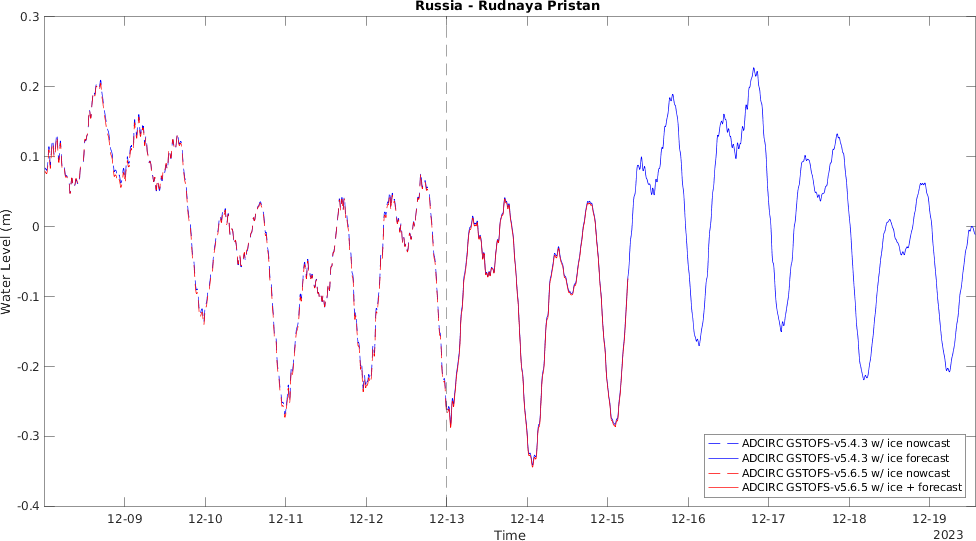 Russia - Rudnaya Pristan
0.3
0.2
0.1
0
-0.1
-0.2
-0.3
-0.4
Water Level (m)
ADCIRC GSTOFS-v5.4.3 w/ ice nowcast
ADCIRC GSTOFS-v5.4.3 w/ ice forecast
ADCIRC GSTOFS-v5.6.5 w/ ice nowcast
ADCIRC GSTOFS-v5.6.5 w/ ice + forecast
12-09 12-10 12-11 12-12 12-13 12-14 12-15 12-16 12-17 12-18 12-19
Time
2023